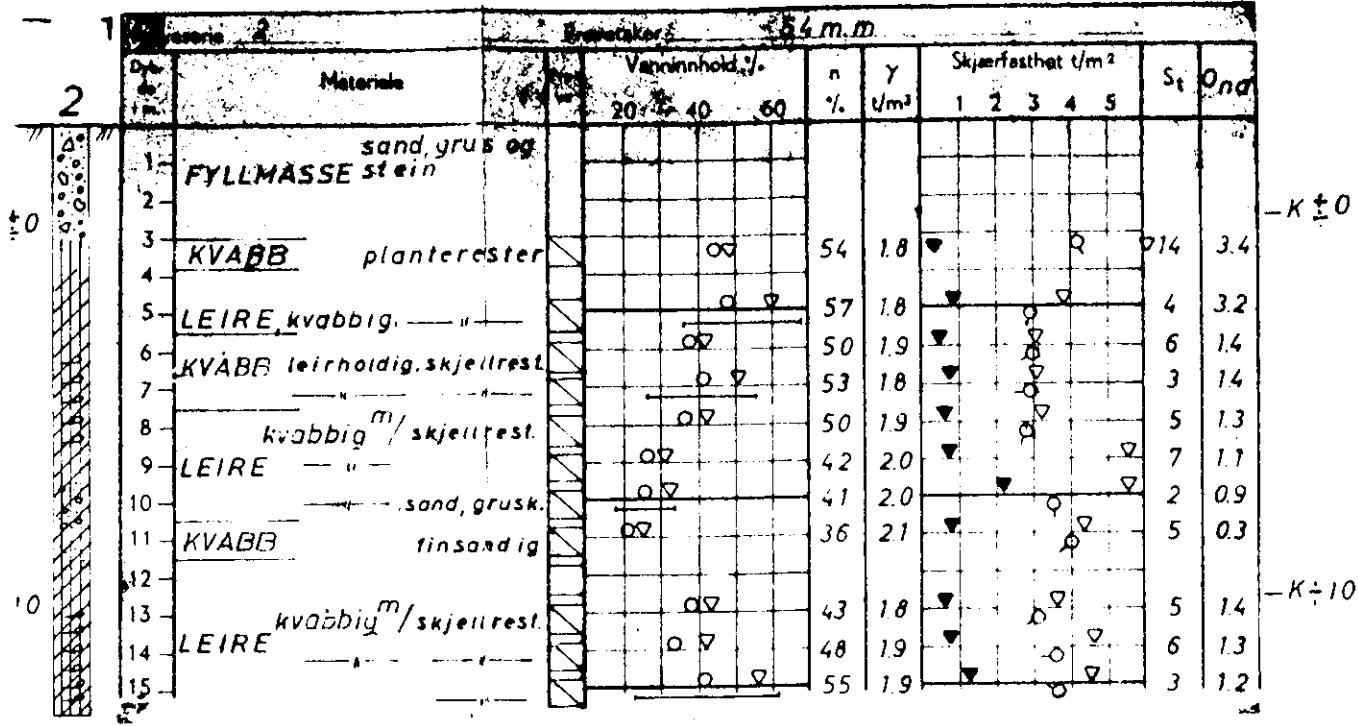 1
Prøveserie 2 Prøvetaker 54 m.m
2
Dybde i m. Materiale Vanninnhold % n % γ t/m³ Skjærfasthet t/m² St Ona
20 40 60 1 2 3 4 5
sand, grus og
1 FYLLMASSE stein
2
±0 K ±0
3 KVABB planterester 54 1.8 14 3.4
4
57 1.8 4 3.2
5 LEIRE, kvabbig. — " —
50 1.9 6 1.4
6 KVABB leirholdig, skjellrest.
53 1.8 3 1.4
7 — " — "
kvabbig m/ skjellrest. 50 1.9 5 1.3
8
9 LEIRE — " — 42 2.0 7 1.1
10 — " — sand, grusk. 41 2.0 2 0.9
11 KVABB finsandig 36 2.1 5 0.3
12
10 K ÷ 10
13 kvabbig m/ skjellrest. 43 1.8 5 1.4
14 LEIRE — " — " 48 1.9 6 1.3
15 — " — 55 1.9 3 1.2